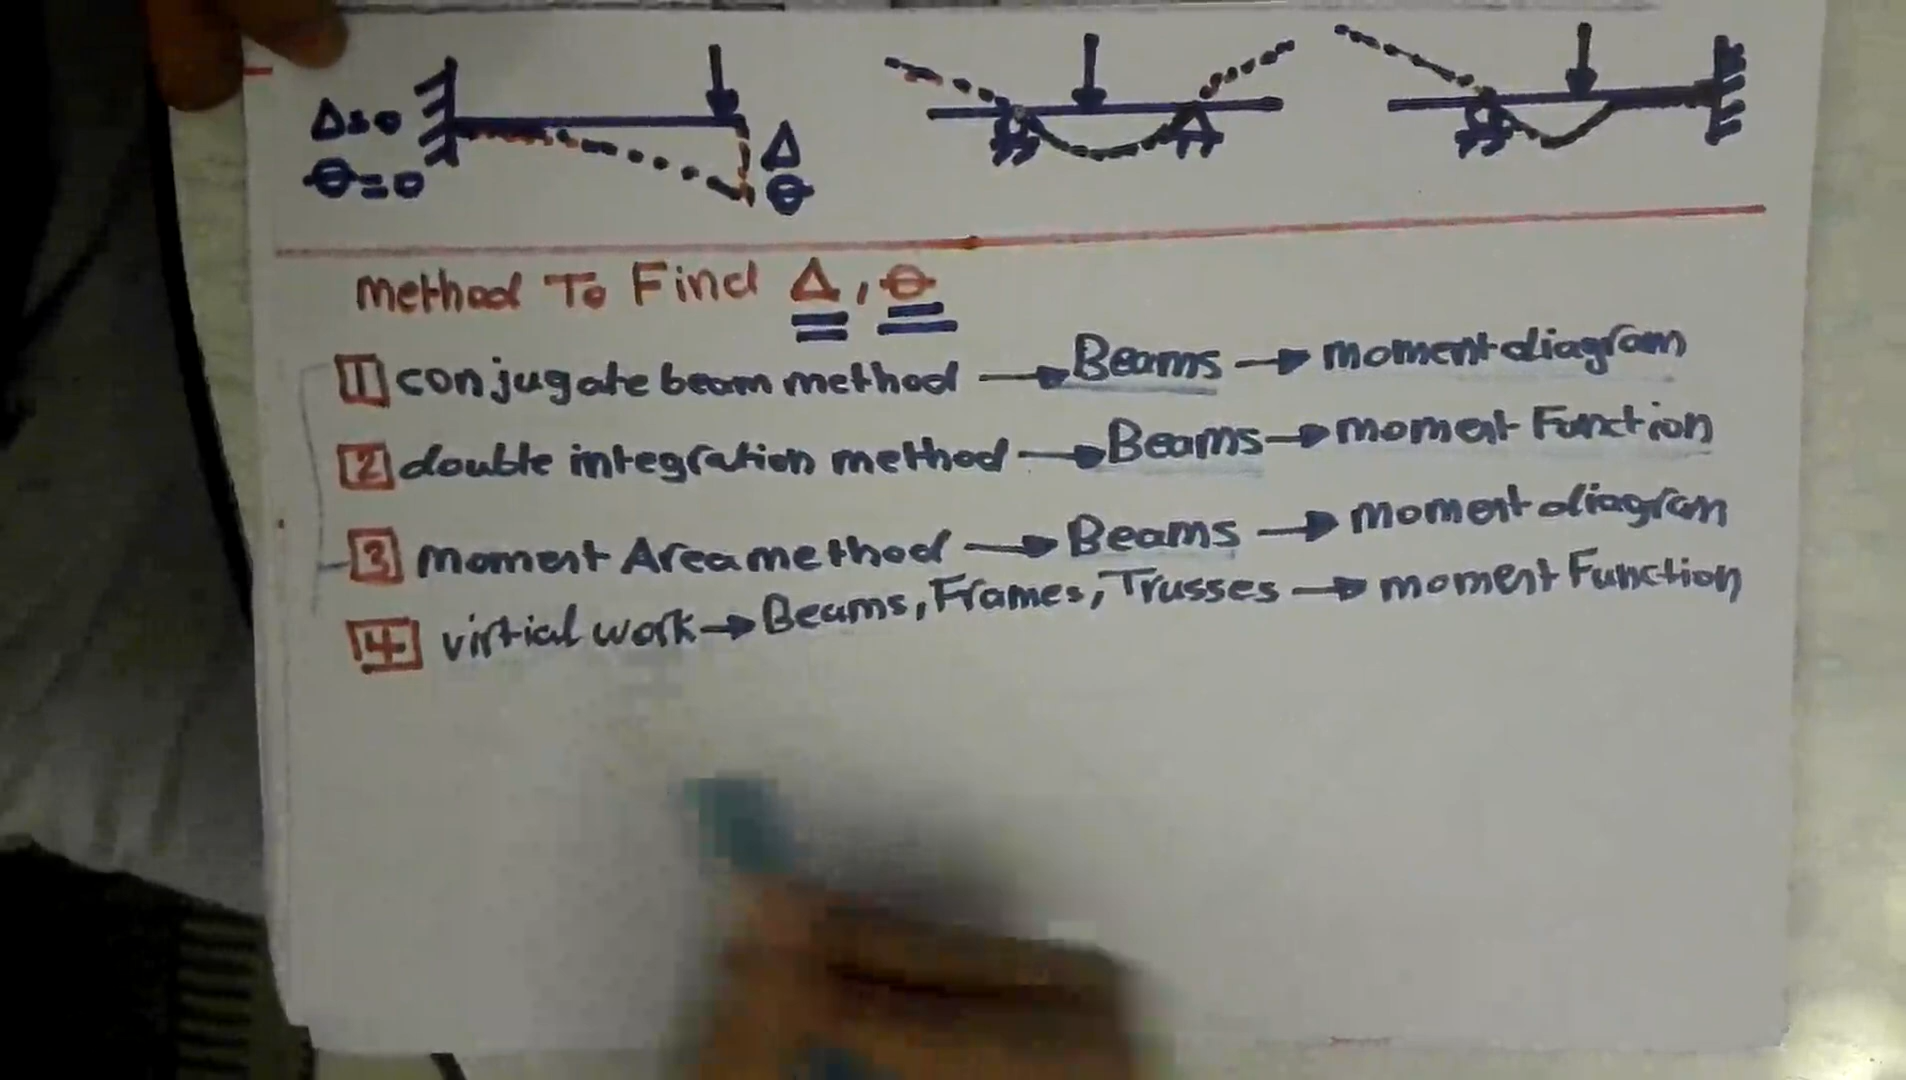 Δ=0
θ=0
Δ
θ
method To Find Δ, θ
1 conjugate beam method → Beams → moment diagram
2 double integration method → Beams → moment Function
3 moment Area method → Beams → moment diagram
4 virtial work → Beams, Frames, Trusses → moment Function